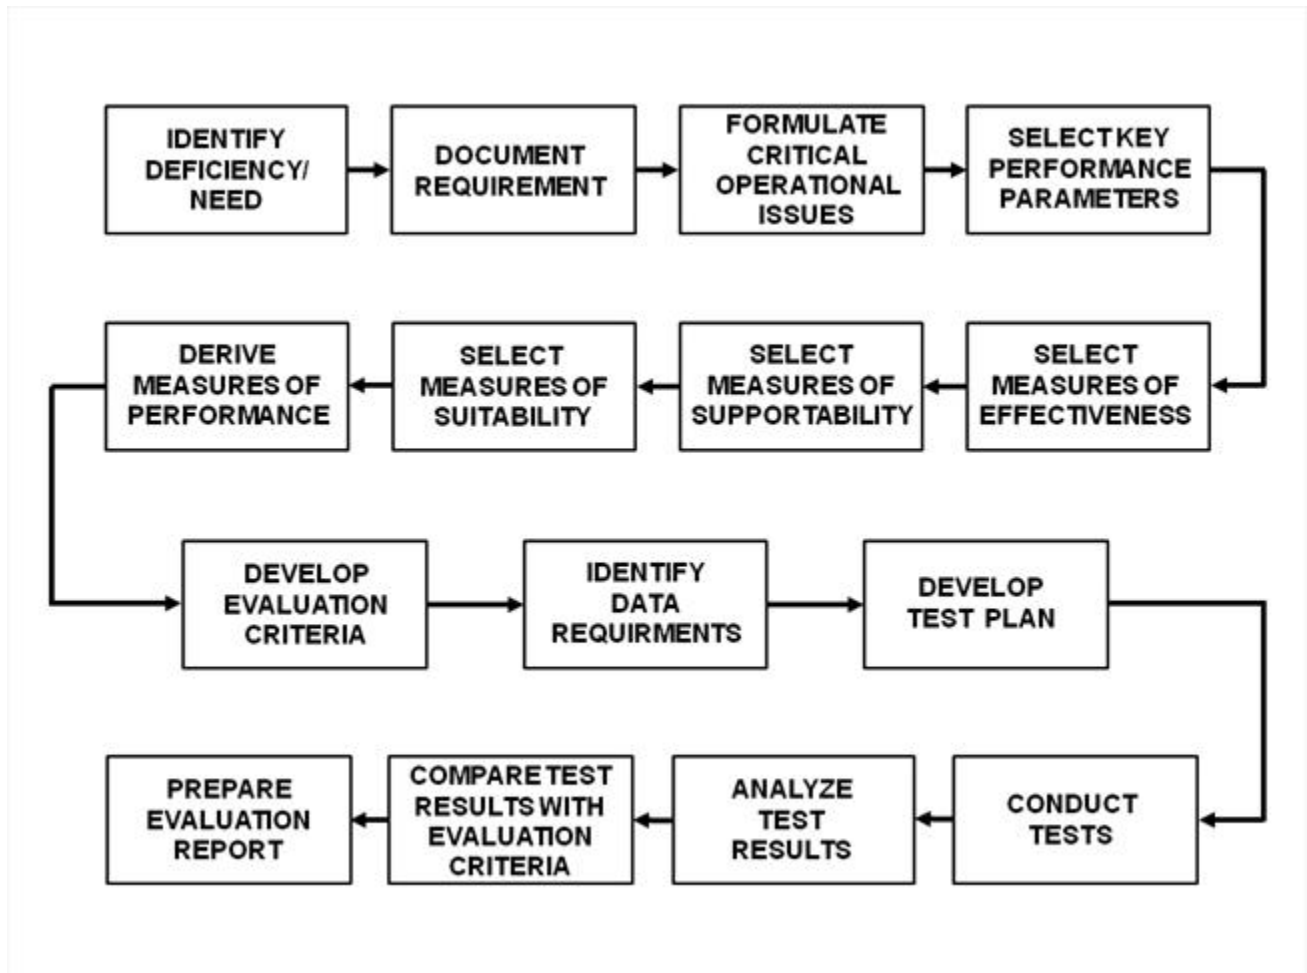 IDENTIFY
DEFICIENCY/
NEED
DOCUMENT
REQUIREMENT
FORMULATE
CRITICAL
OPERATIONAL
ISSUES
SELECT KEY
PERFORMANCE
PARAMETERS
SELECT
MEASURES OF
EFFECTIVENESS
SELECT
MEASURES OF
SUPPORTABILITY
SELECT
MEASURES OF
SUITABILITY
DERIVE
MEASURES OF
PERFORMANCE
DEVELOP
EVALUATION
CRITERIA
IDENTIFY
DATA
REQUIRMENTS
DEVELOP
TEST PLAN
CONDUCT
TESTS
ANALYZE
TEST
RESULTS
COMPARE TEST
RESULTS WITH
EVALUATION
CRITERIA
PREPARE
EVALUATION
REPORT